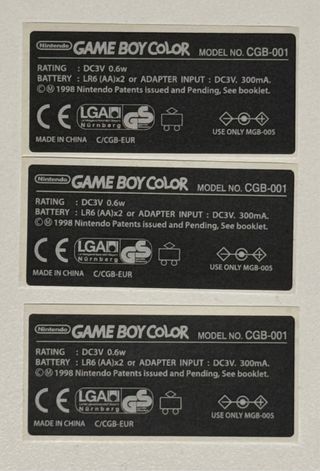 Nintendo GAME BOY COLOR MODEL NO. CGB-001
RATING : DC3V 0.6w
BATTERY : LR6 (AA)x2 or ADAPTER INPUT : DC3V. 300mA.
©Ⓜ1998 Nintendo Patents issued and Pending, See booklet.
CE LGA Nürnberg GS
USE ONLY MGB-005
MADE IN CHINA C/CGB-EUR
Nintendo GAME BOY COLOR MODEL NO. CGB-001
RATING : DC3V 0.6w
BATTERY : LR6 (AA)x2 or ADAPTER INPUT : DC3V. 300mA.
©Ⓜ1998 Nintendo Patents issued and Pending, See booklet.
CE LGA Nürnberg GS
USE ONLY MGB-005
MADE IN CHINA C/CGB-EUR
Nintendo GAME BOY COLOR MODEL NO. CGB-001
RATING : DC3V 0.6w
BATTERY : LR6 (AA)x2 or ADAPTER INPUT : DC3V. 300mA.
©Ⓜ1998 Nintendo Patents issued and Pending, See booklet.
CE LGA Nürnberg GS
USE ONLY MGB-005
MADE IN CHINA C/CGB-EUR